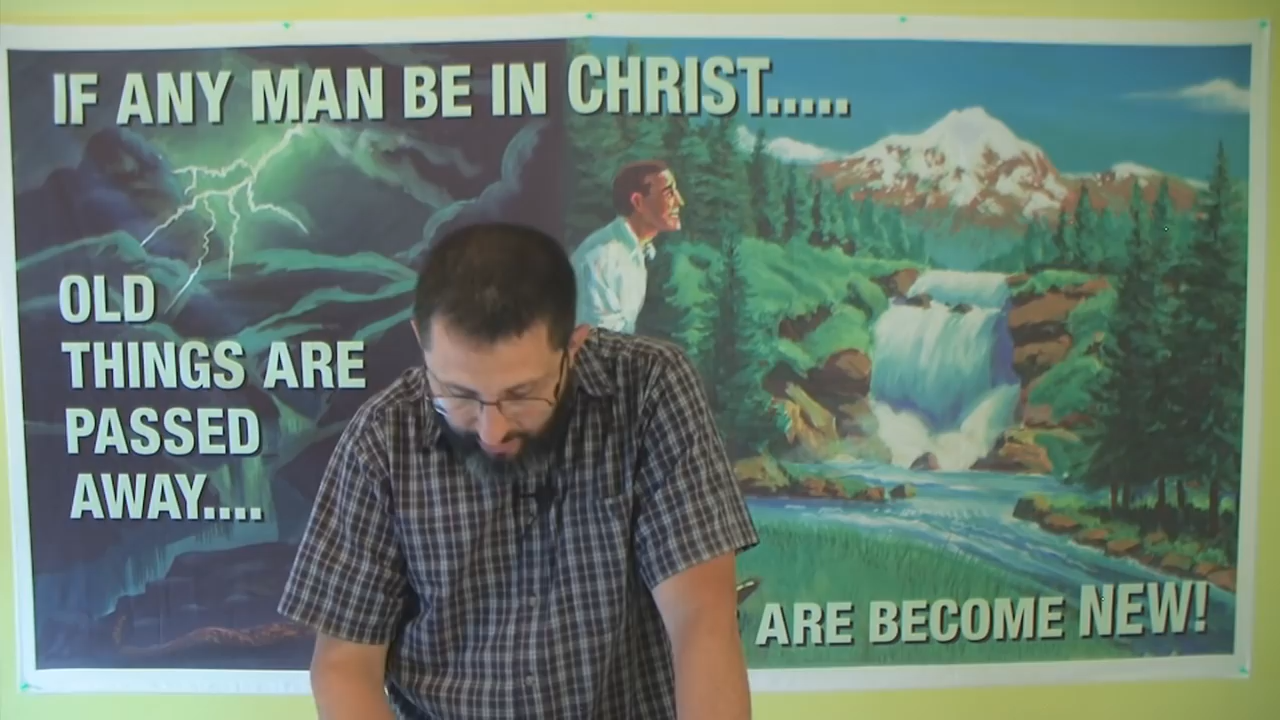 IF ANY MAN BE IN CHRIST.....
OLD
THINGS ARE
PASSED
AWAY....
ARE BECOME NEW!